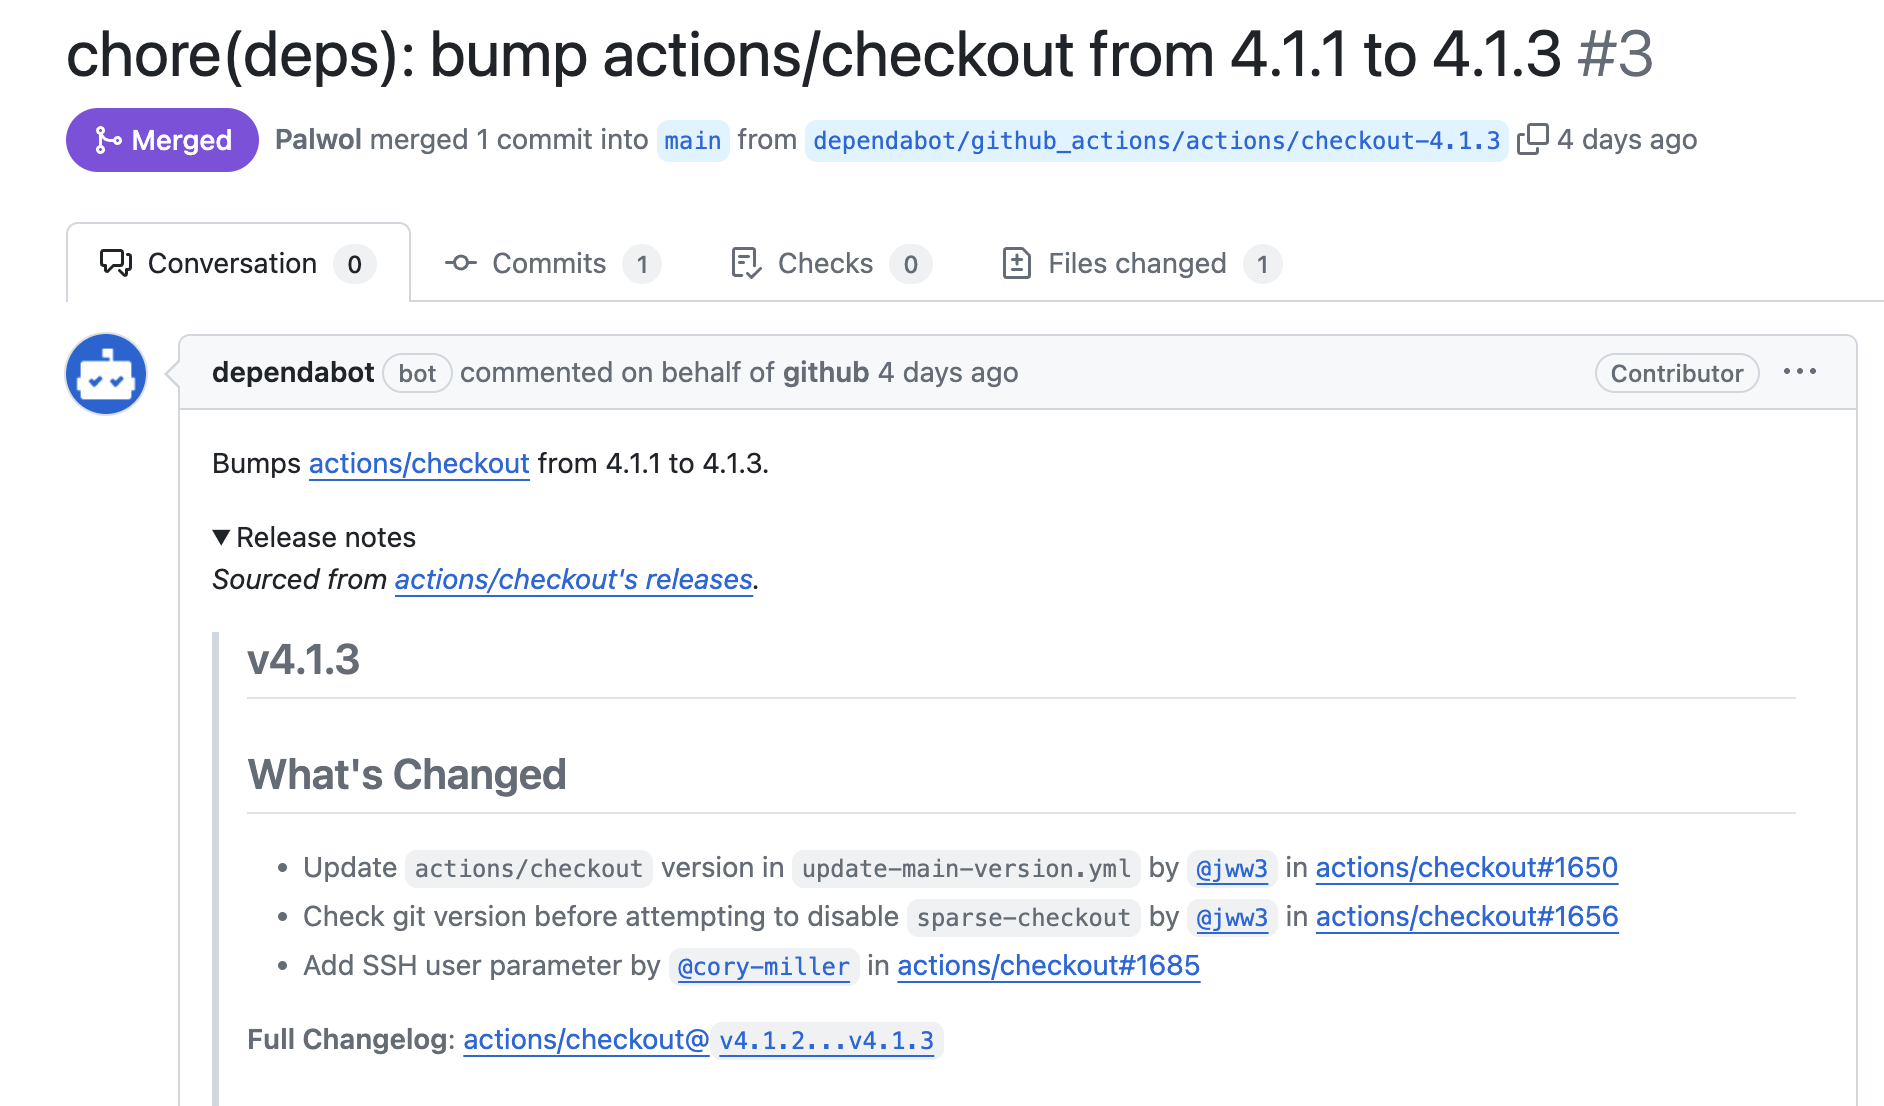 chore(deps): bump actions/checkout from 4.1.1 to 4.1.3 #3
Merged Palwol merged 1 commit into main from dependabot/github_actions/actions/checkout-4.1.3 4 days ago
Conversation 0 Commits 1 Checks 0 Files changed 1
dependabot bot commented on behalf of github 4 days ago Contributor ...
Bumps actions/checkout from 4.1.1 to 4.1.3.
▼ Release notes
Sourced from actions/checkout's releases.
v4.1.3
What's Changed
• Update actions/checkout version in update-main-version.yml by @jww3 in actions/checkout#1650
• Check git version before attempting to disable sparse-checkout by @jww3 in actions/checkout#1656
• Add SSH user parameter by @cory-miller in actions/checkout#1685
Full Changelog: actions/checkout@ v4.1.2...v4.1.3